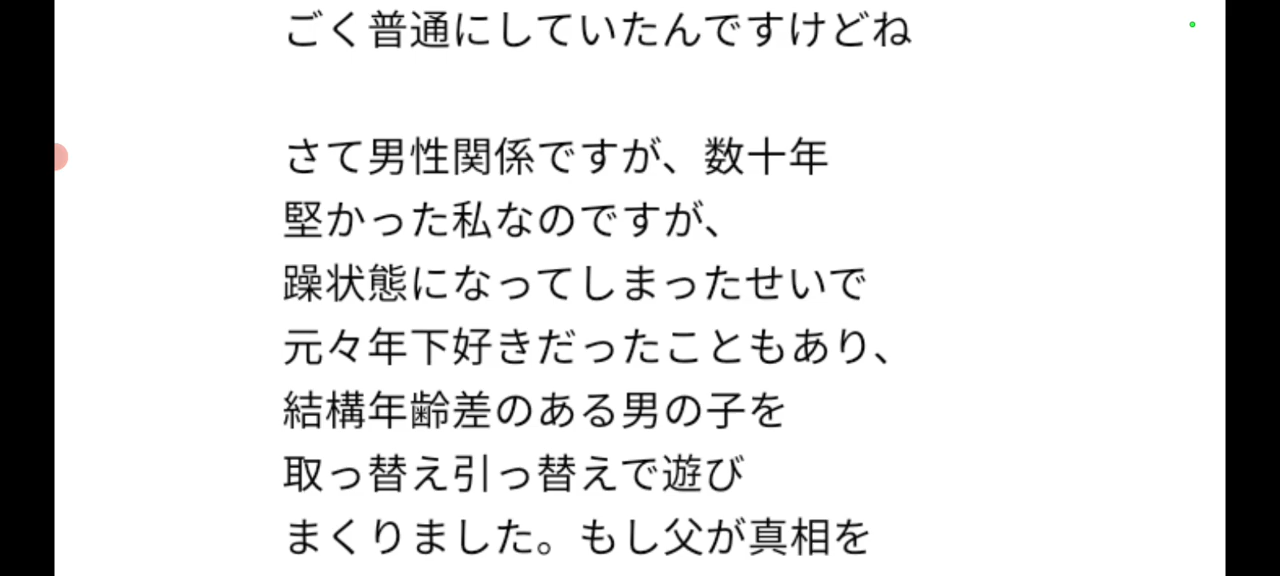 ごく普通にしていたんですけどね
さて男性関係ですが、数十年
堅かった私なのですが、
躁状態になってしまったせいで
元々年下好きだったこともあり、
結構年齢差のある男の子を
取っ替え引っ替えで遊び
まくりました。もし父が真相を